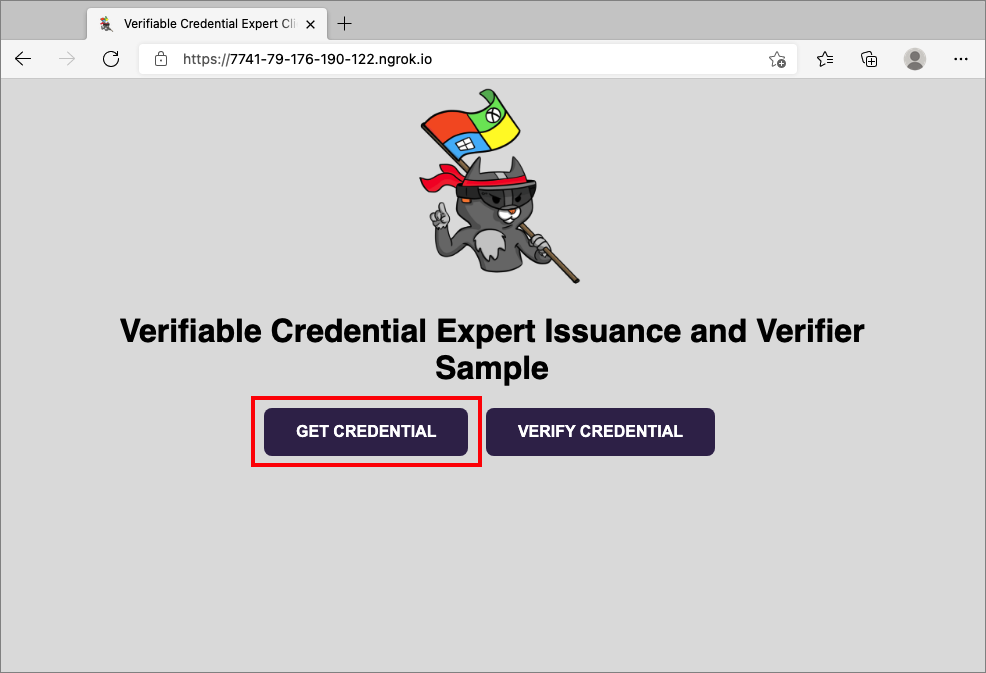 Verifiable Credential Expert Cli
https://7741-79-176-190-122.ngrok.io
Verifiable Credential Expert Issuance and Verifier
Sample
GET CREDENTIAL
VERIFY CREDENTIAL